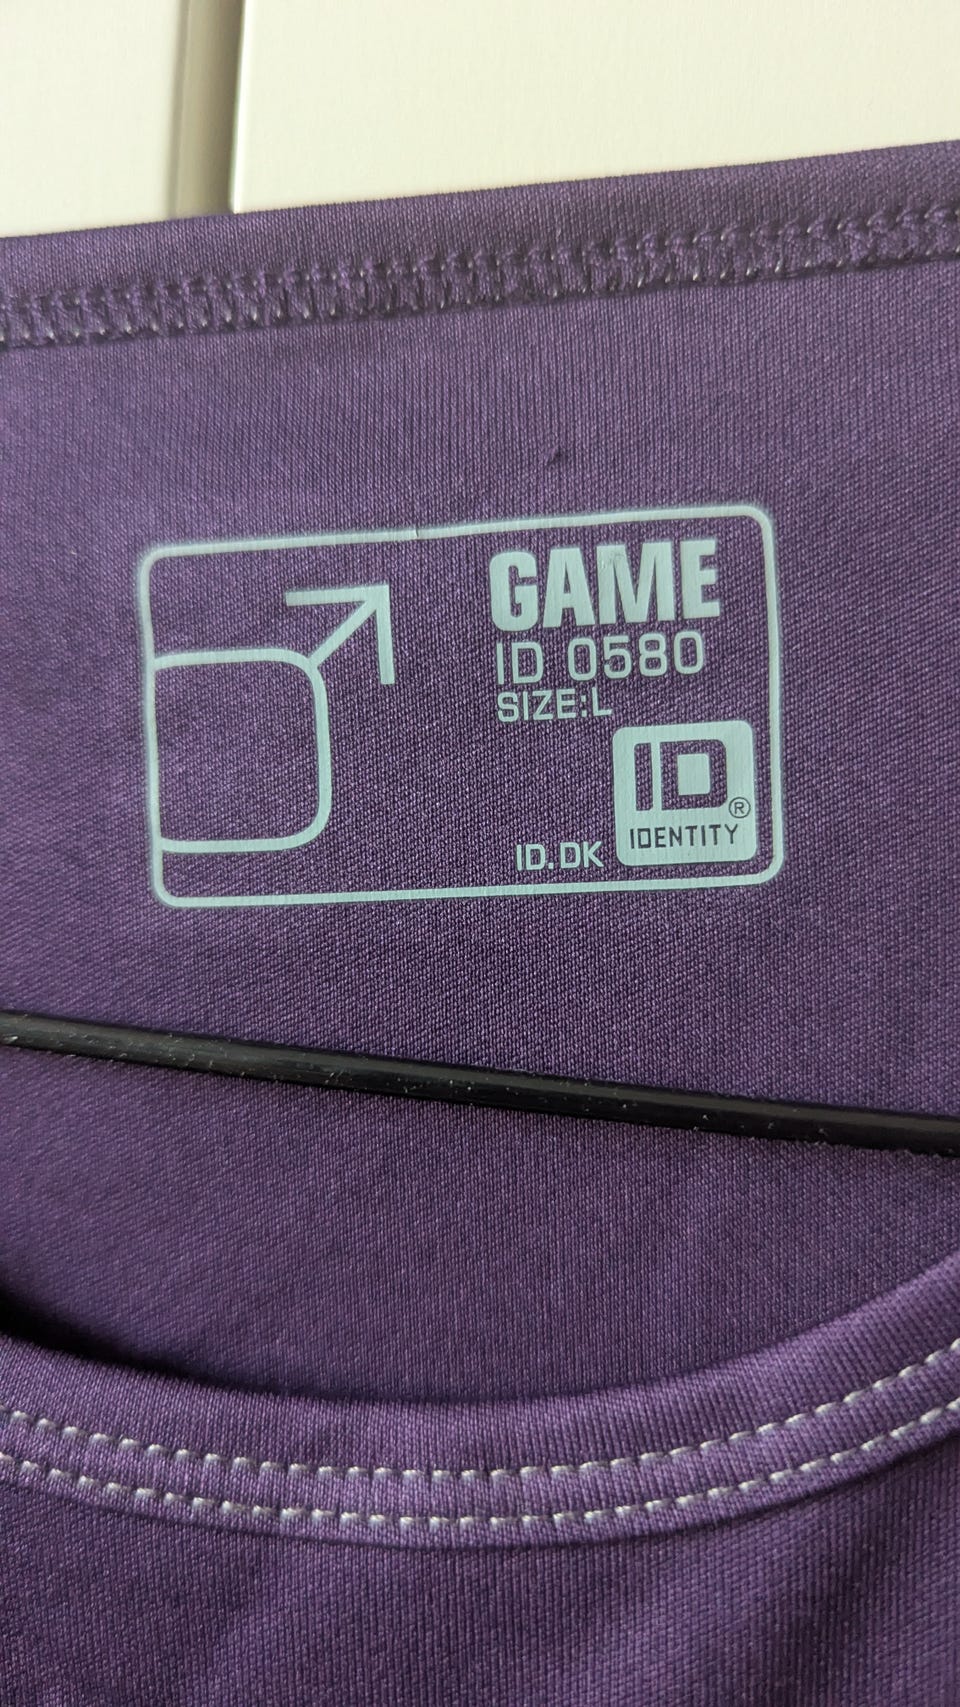 GAME
ID 0580
SIZE:L
ID®
IDENTITY
ID.DK